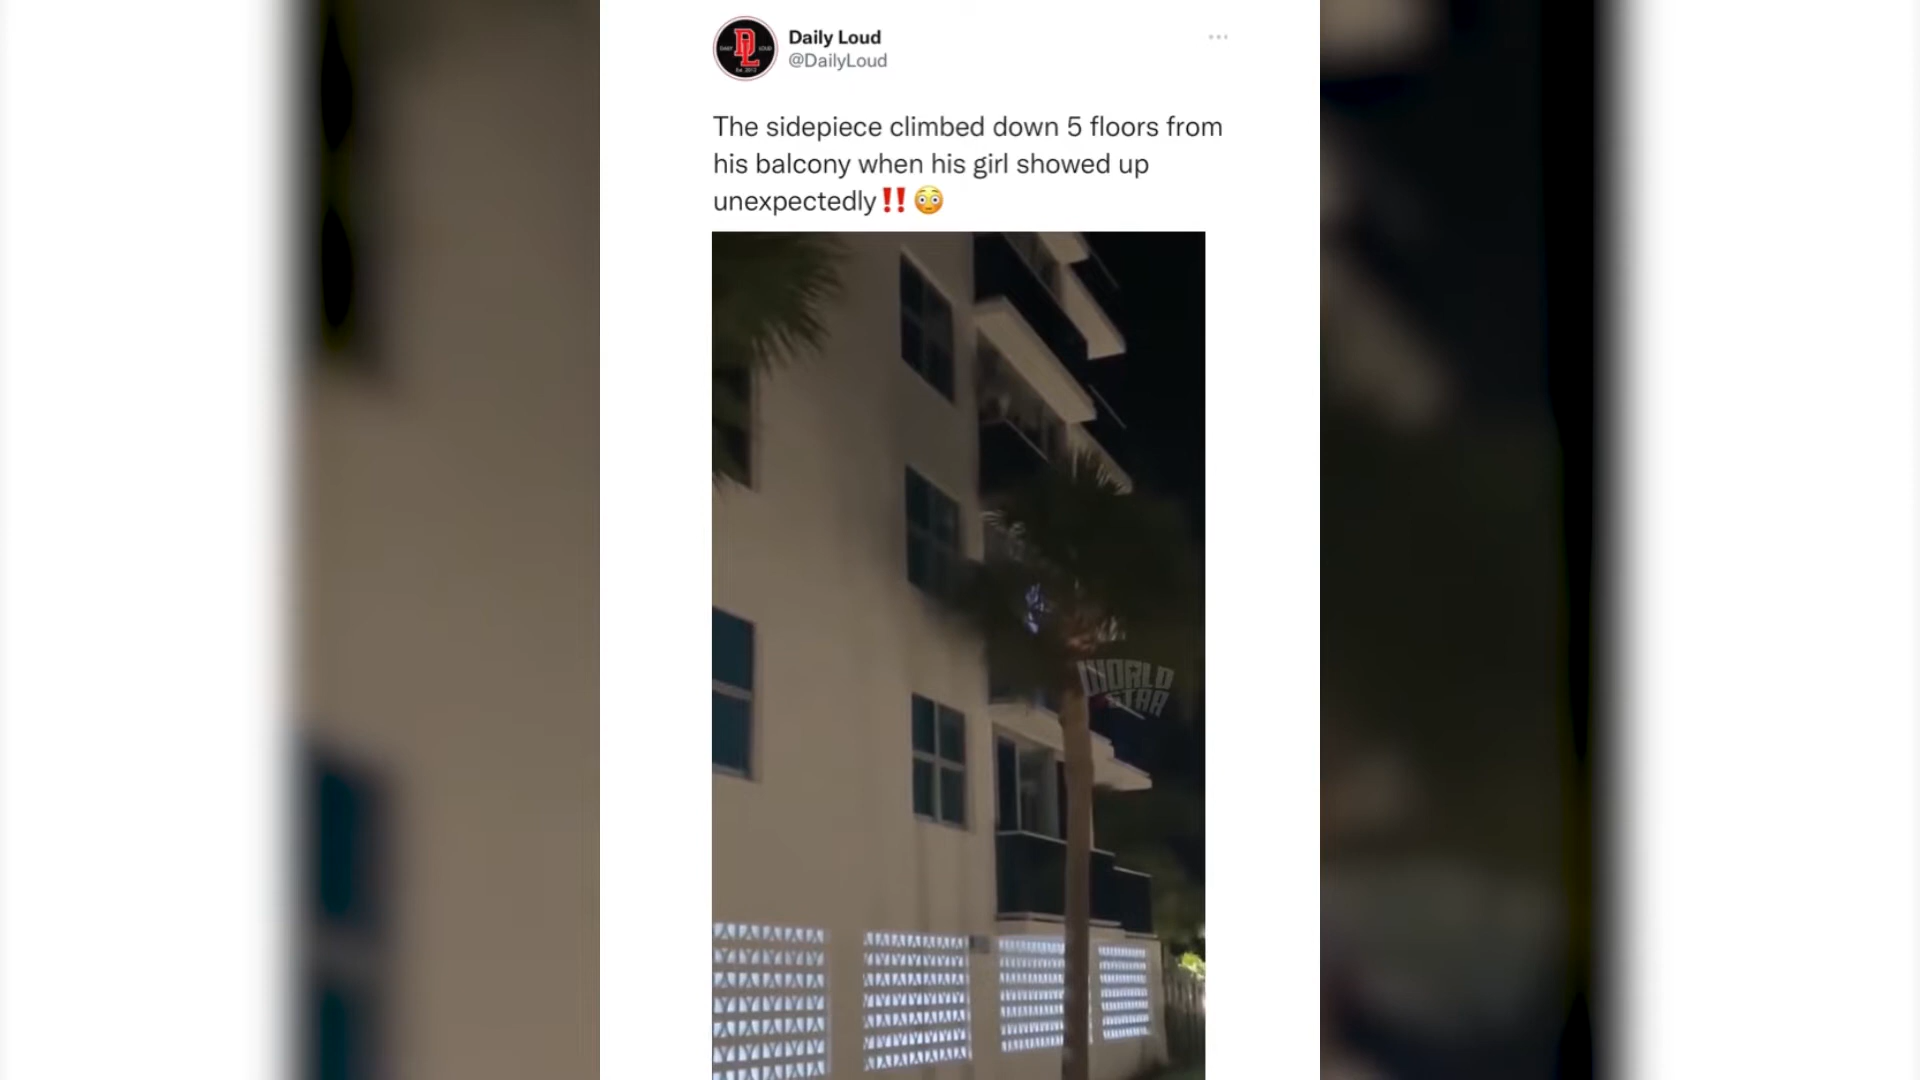 Daily Loud
@DailyLoud
The sidepiece climbed down 5 floors from
his balcony when his girl showed up
unexpectedly‼️😳
DL
WORLD
STAR